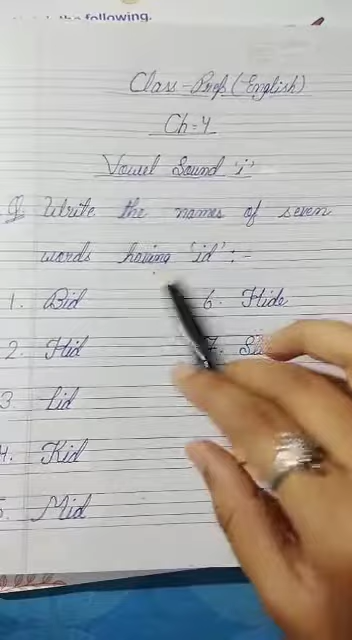 the following.
Class - Prep (English)
Ch = 4
Vowel Sound 'i'
Q. Write the names of seven
words having 'id' :-
1. Bid
2. Hid
3. Lid
4. Kid
5. Mid
6. Hide
7.